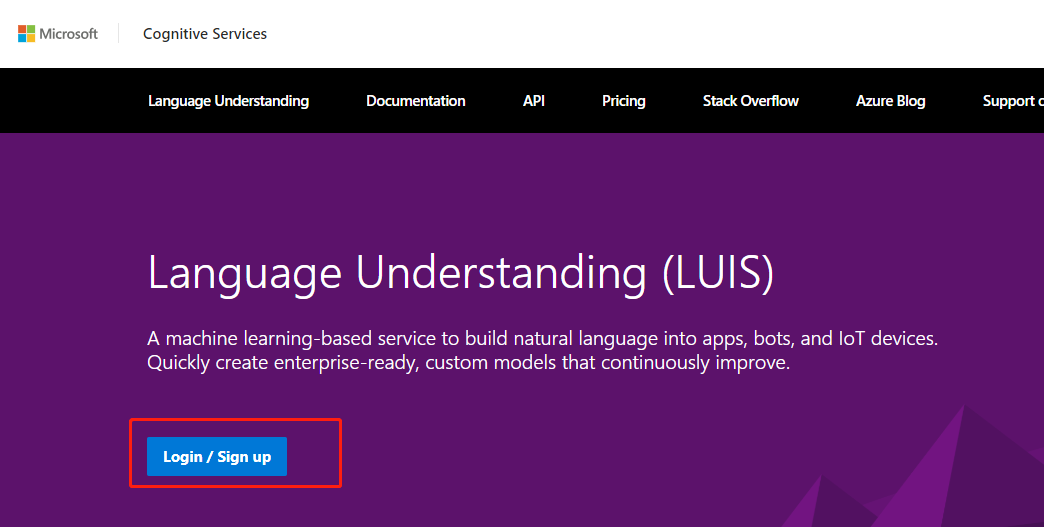 Microsoft Cognitive Services
Language Understanding Documentation API Pricing Stack Overflow Azure Blog Support
Language Understanding (LUIS)
A machine learning-based service to build natural language into apps, bots, and IoT devices.
Quickly create enterprise-ready, custom models that continuously improve.
Login / Sign up